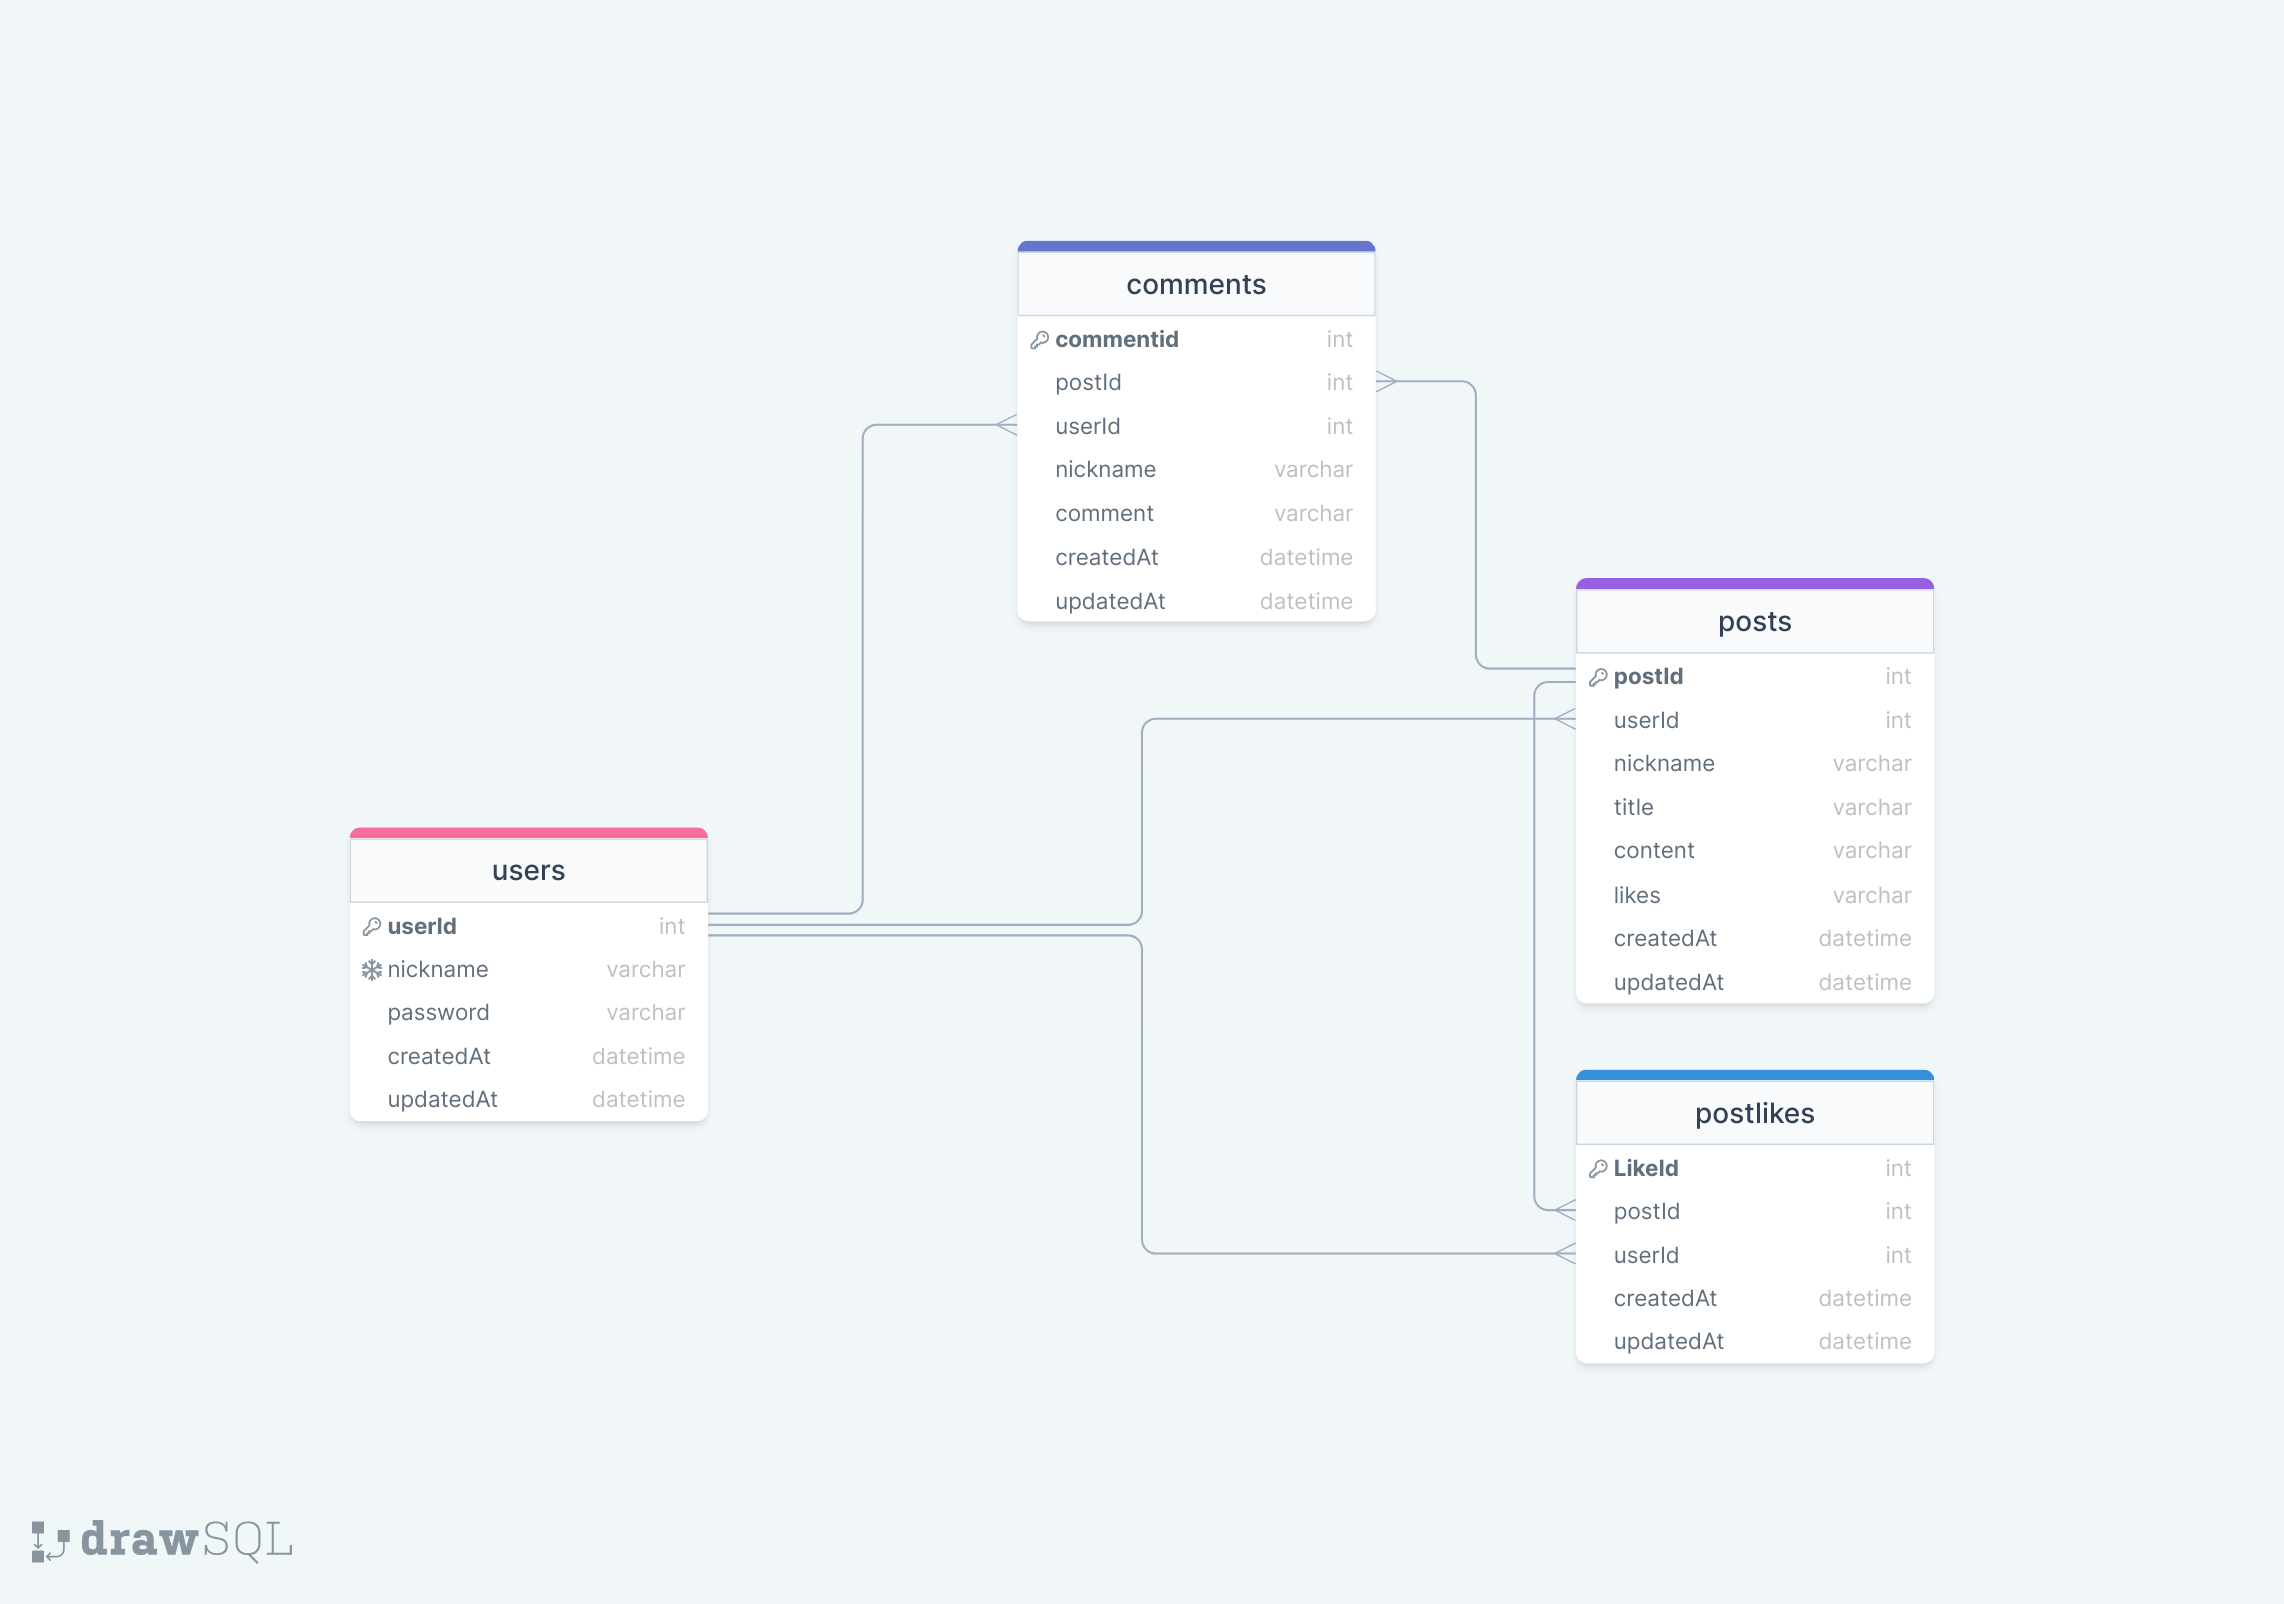 comments
commentid int
postId int
userId int
nickname varchar
comment varchar
createdAt datetime
updatedAt datetime
posts
postId int
userId int
nickname varchar
title varchar
content varchar
likes varchar
createdAt datetime
updatedAt datetime
users
userId int
nickname varchar
password varchar
createdAt datetime
updatedAt datetime
postlikes
LikeId int
postId int
userId int
createdAt datetime
updatedAt datetime
drawSQL